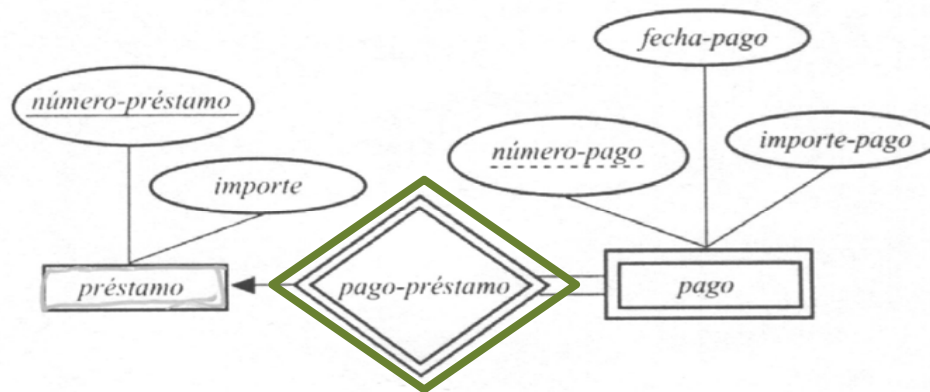 fecha-pago
número-préstamo
número-pago
importe-pago
importe
préstamo
pago-préstamo
pago